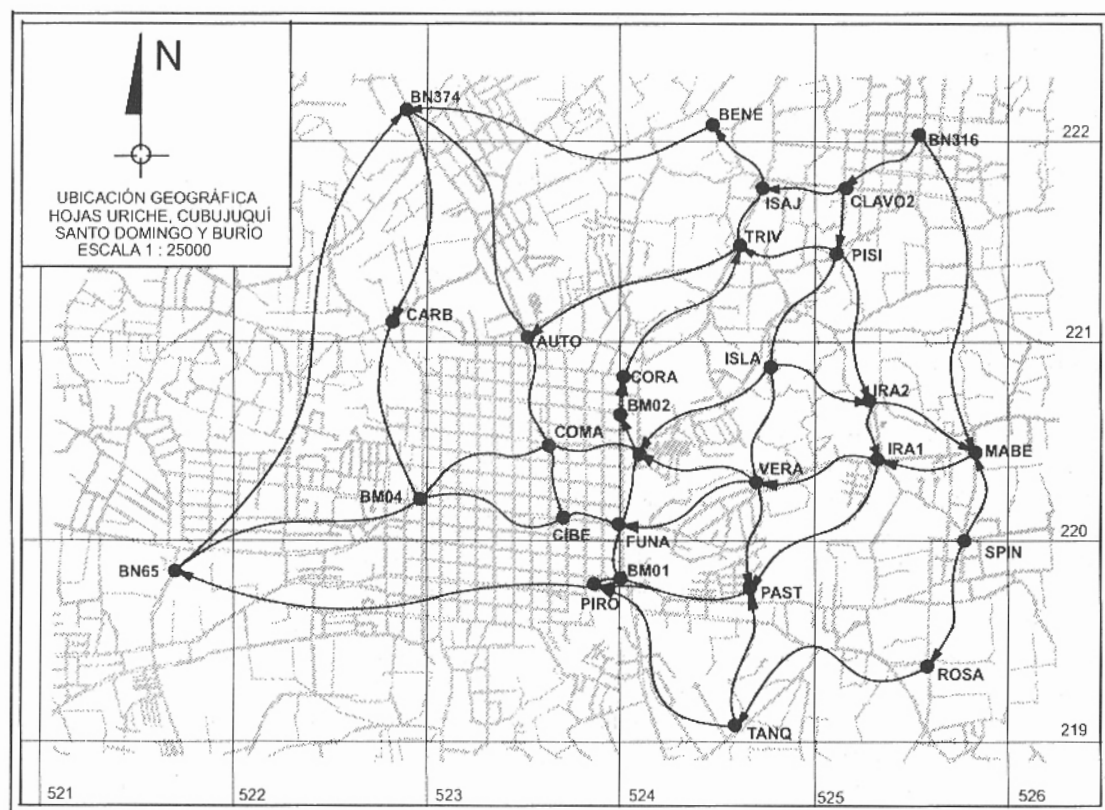 N
UBICACIÓN GEOGRÁFICA
HOJAS URICHE, CUBUJUQUÍ
SANTO DOMINGO Y BURÍO
ESCALA 1 : 25000
BN374
BENE
BN316
222
ISAJ
CLAVO2
TRIV
PISI
CARB
AUTO
221
ISLA
CORA
IRA2
BM02
COMA
IRA1
MABE
VERA
BM04
CIBE
FUNA
220
SPIN
BN65
BM01
PIRO
PAST
ROSA
TANQ
219
521
522
523
524
525
526